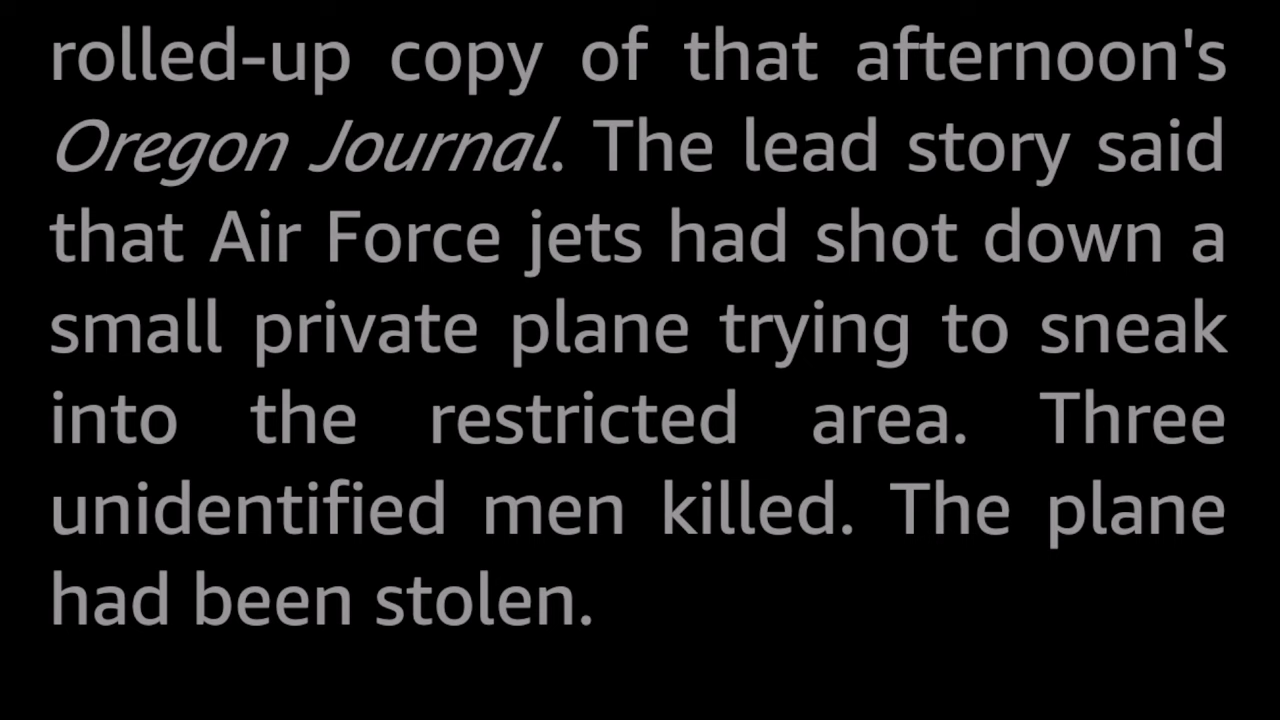 rolled-up copy of that afternoon's
Oregon Journal. The lead story said
that Air Force jets had shot down a
small private plane trying to sneak
into the restricted area. Three
unidentified men killed. The plane
had been stolen.